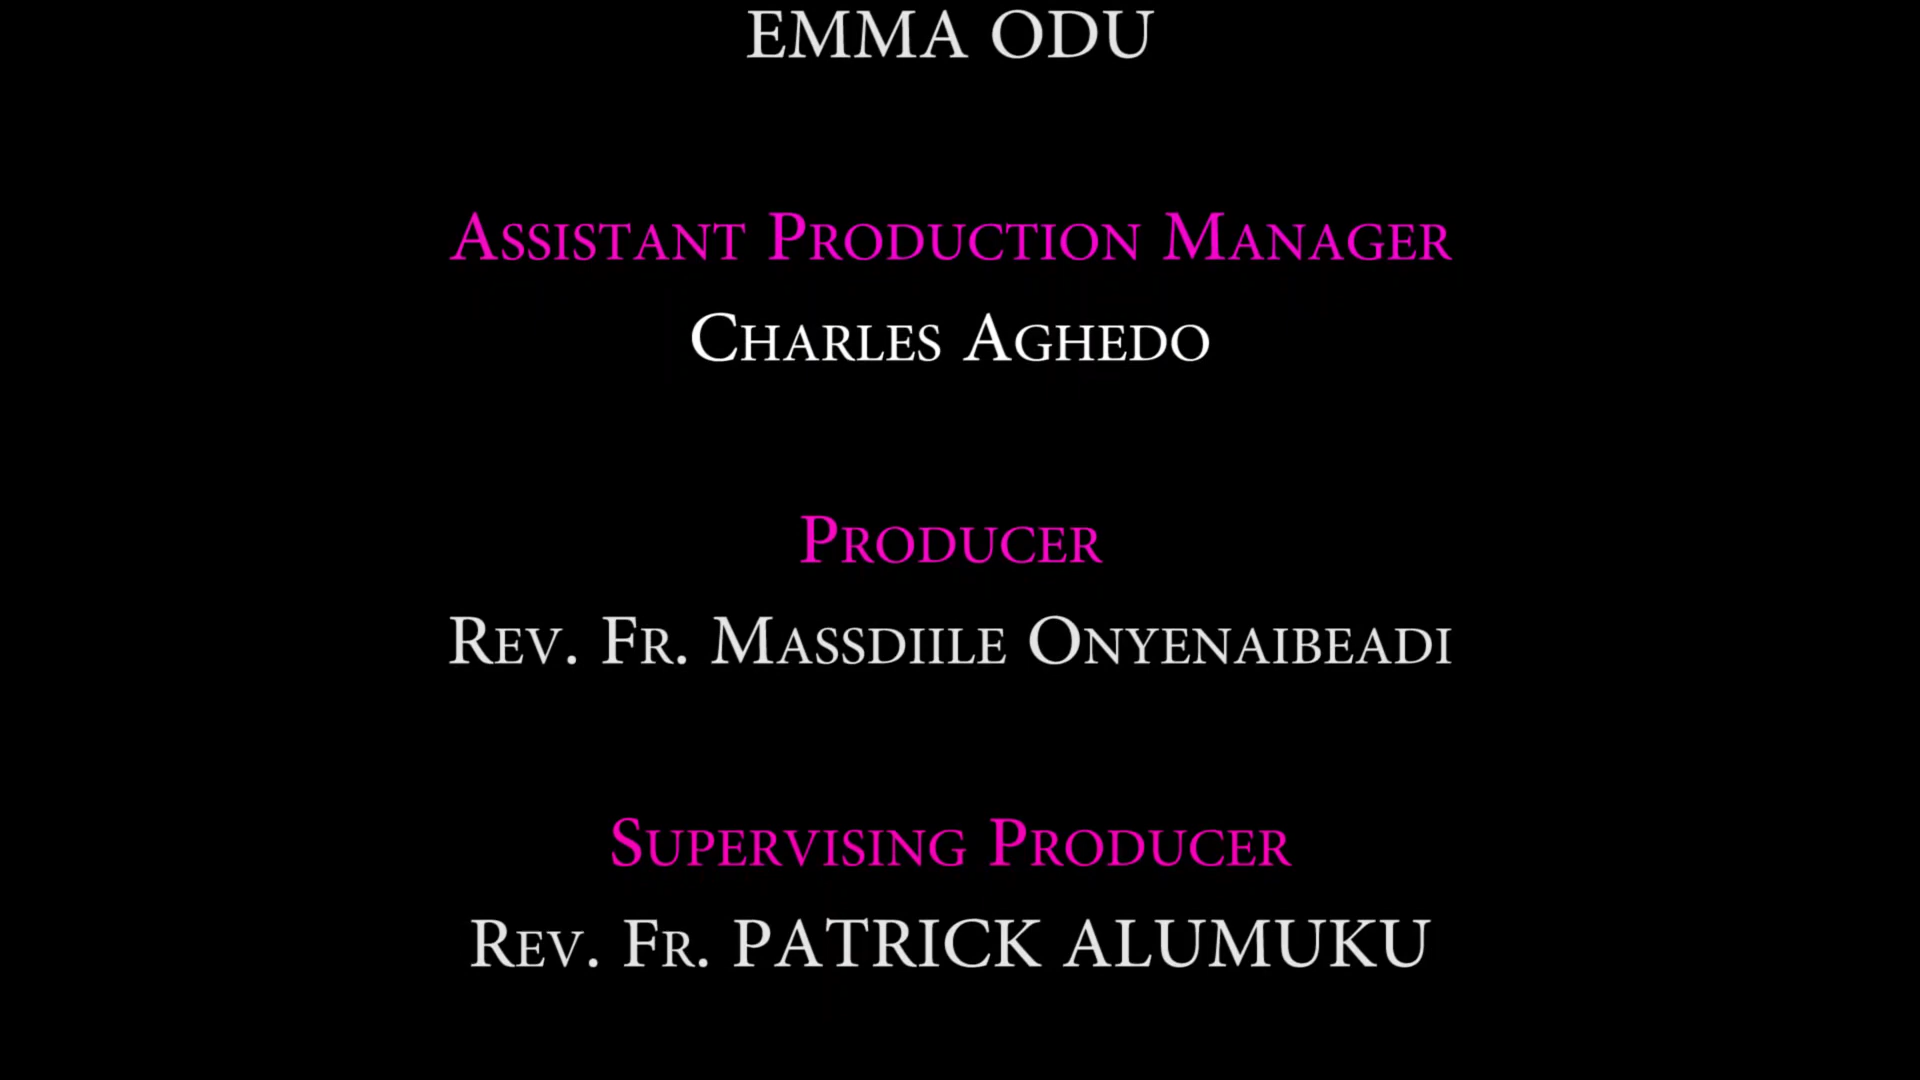 EMMA ODU
Assistant Production Manager
Charles Aghedo
Producer
Rev. Fr. Massdiile Onyenaibeadi
Supervising Producer
Rev. Fr. PATRICK ALUMUKU